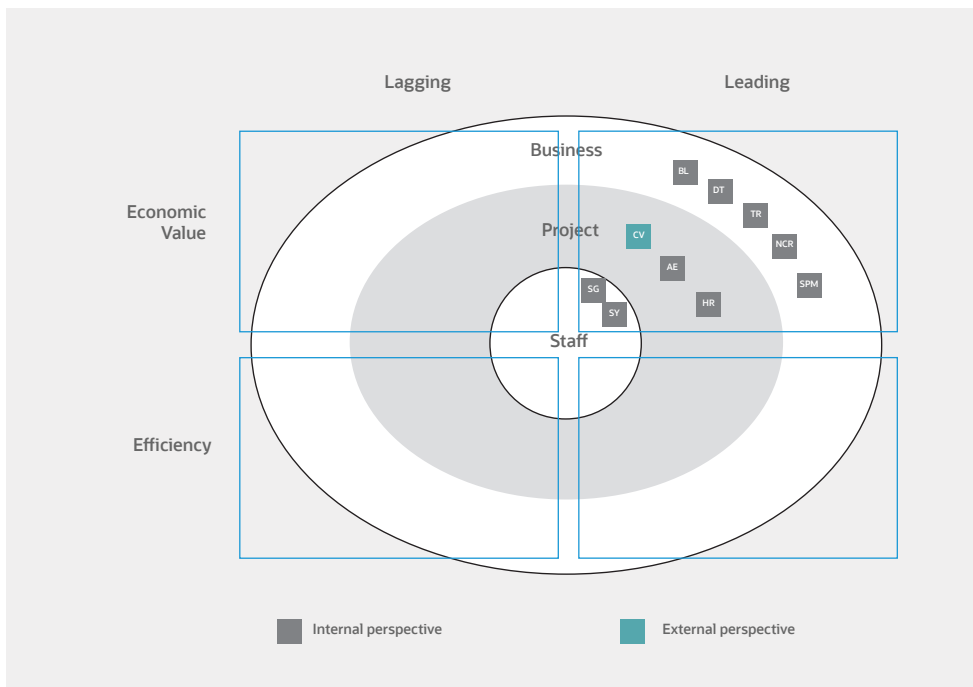 Lagging
Leading
Business
BL
DT
Economic
Value
TR
Project
CV
NCR
AE
SPM
SG
HR
SY
Staff
Efficiency
Internal perspective
External perspective